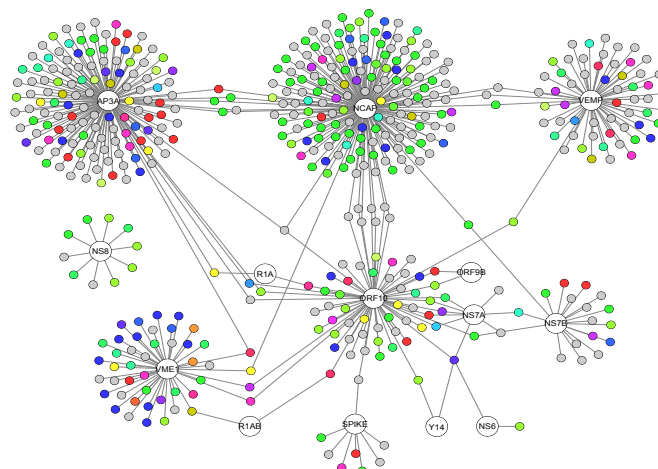 AP3A
NCAP
VEMP
NS8
R1A
ORF9B
ORF10
NS7A
NS7B
VME1
R1AB
SPIKE
Y14
NS6